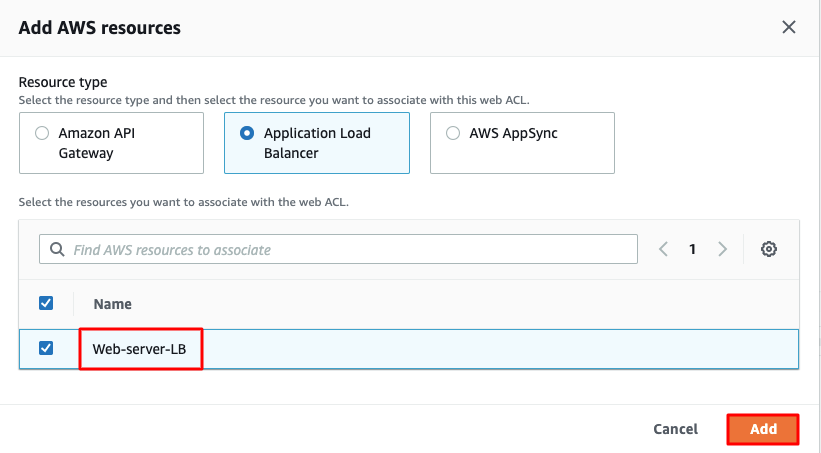 Add AWS resources
Resource type
Select the resource type and then select the resource you want to associate with this web ACL.
Amazon API
Gateway
Application Load
Balancer
AWS AppSync
Select the resources you want to associate with the web ACL.
Find AWS resources to associate
1
Name
Web-server-LB
Cancel
Add